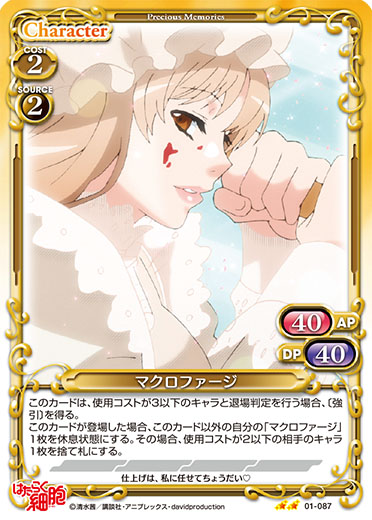 Precious Memories
Character
COST
2
SOURCE
2
40 AP
DP 40
マクロファージ
このカードは、使用コストが3以下のキャラと退場判定を行う場合、〔強
引〕を得る。
このカードが登場した場合、このカード以外の自分の「マクロファージ」
1枚を休息状態にする。その場合、使用コストが2以下の相手のキャラ
1枚を捨て札にする。
仕上げは、私に任せてちょうだい♡
はたらく細胞
©清水茜/講談社・アニプレックス・davidproduction
01-087